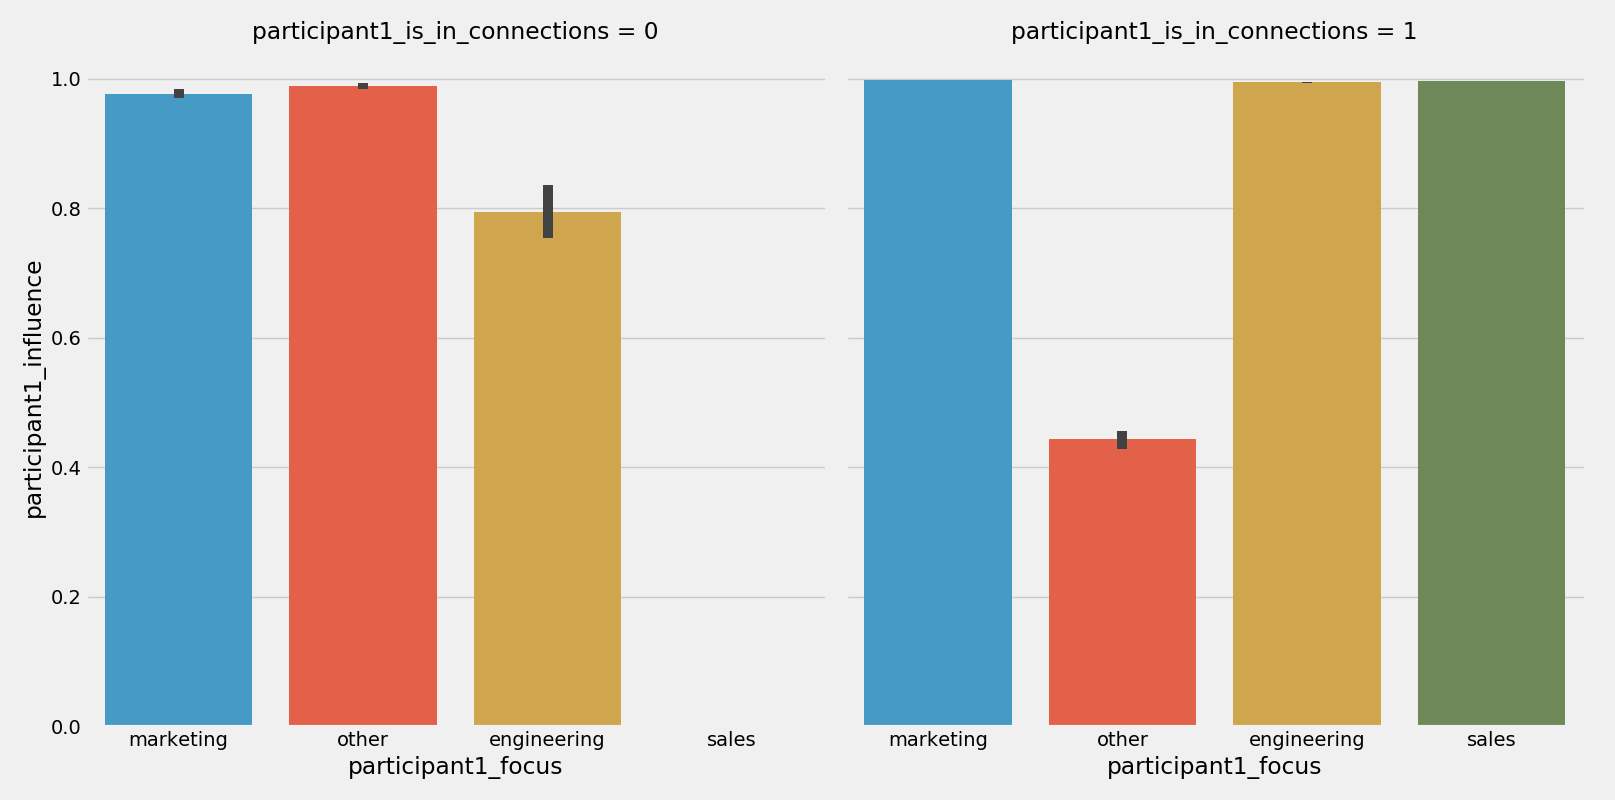 participant1_is_in_connections = 0
participant1_is_in_connections = 1
participant1_influence
1.0
0.8
0.6
0.4
0.2
0.0
marketing other engineering sales
marketing other engineering sales
participant1_focus
participant1_focus